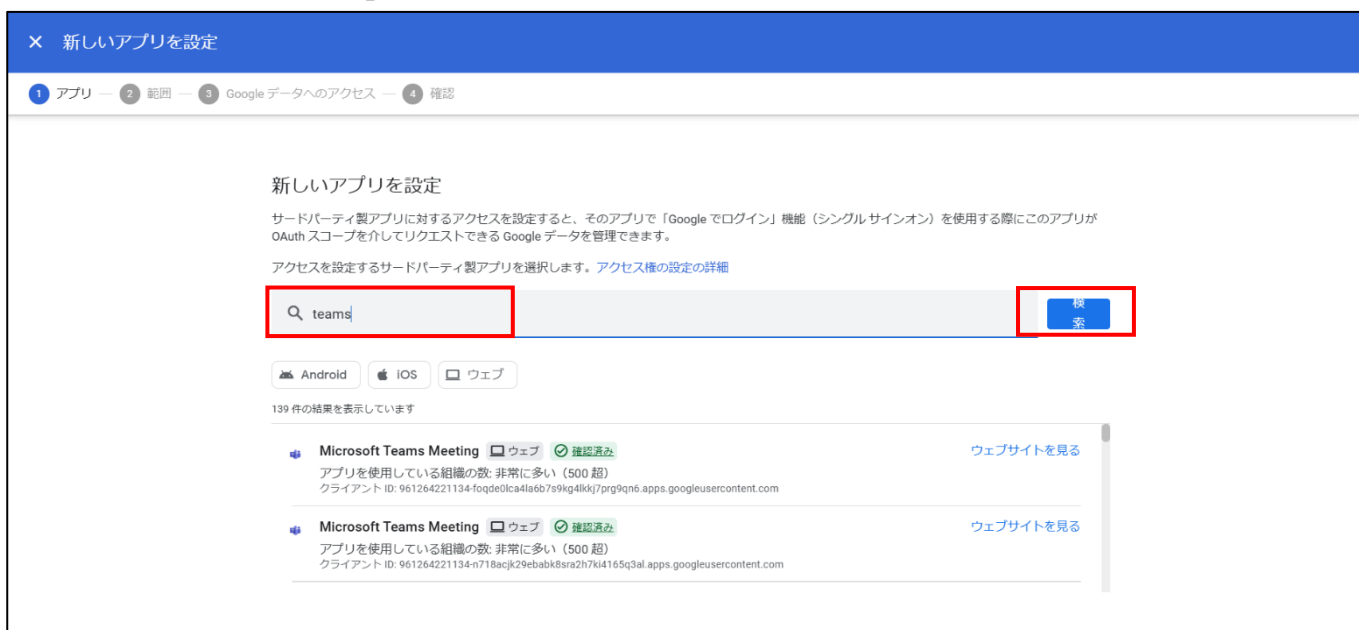 × 新しいアプリを設定
1 アプリ — 2 範囲 — 3 Google データへのアクセス — 4 確認
新しいアプリを設定
サードパーティ製アプリに対するアクセスを設定すると、そのアプリで「Google でログイン」機能（シングル サインオン）を使用する際にこのアプリが
OAuth スコープを介してリクエストできる Google データを管理できます。
アクセスを設定するサードパーティ製アプリを選択します。アクセス権の設定の詳細
teams
検索
Android iOS ウェブ
139 件の結果を表示しています
Microsoft Teams Meeting ウェブ 確認済み ウェブサイトを見る
アプリを使用している組織の数: 非常に多い（500 超）
クライアント ID: 961264221134-foqde0lca4la6b7s9kg4lkkj7prg9qn6.apps.googleusercontent.com
Microsoft Teams Meeting ウェブ 確認済み ウェブサイトを見る
アプリを使用している組織の数: 非常に多い（500 超）
クライアント ID: 961264221134-n718acjk29ebabk8sra2h7ki4165q3al.apps.googleusercontent.com